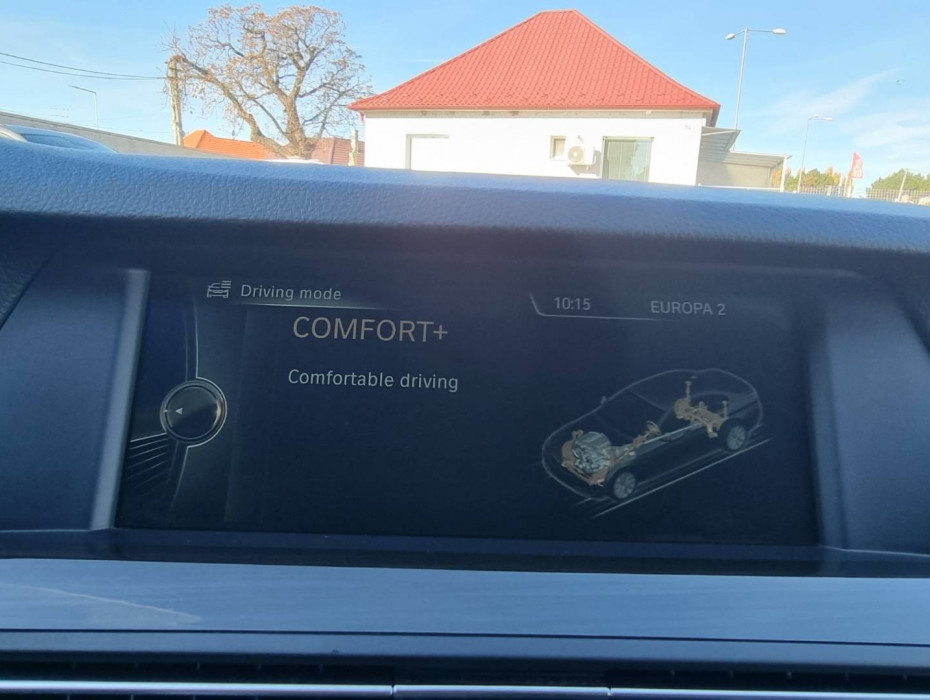 Driving mode
10:15
EUROPA 2
COMFORT+
Comfortable driving